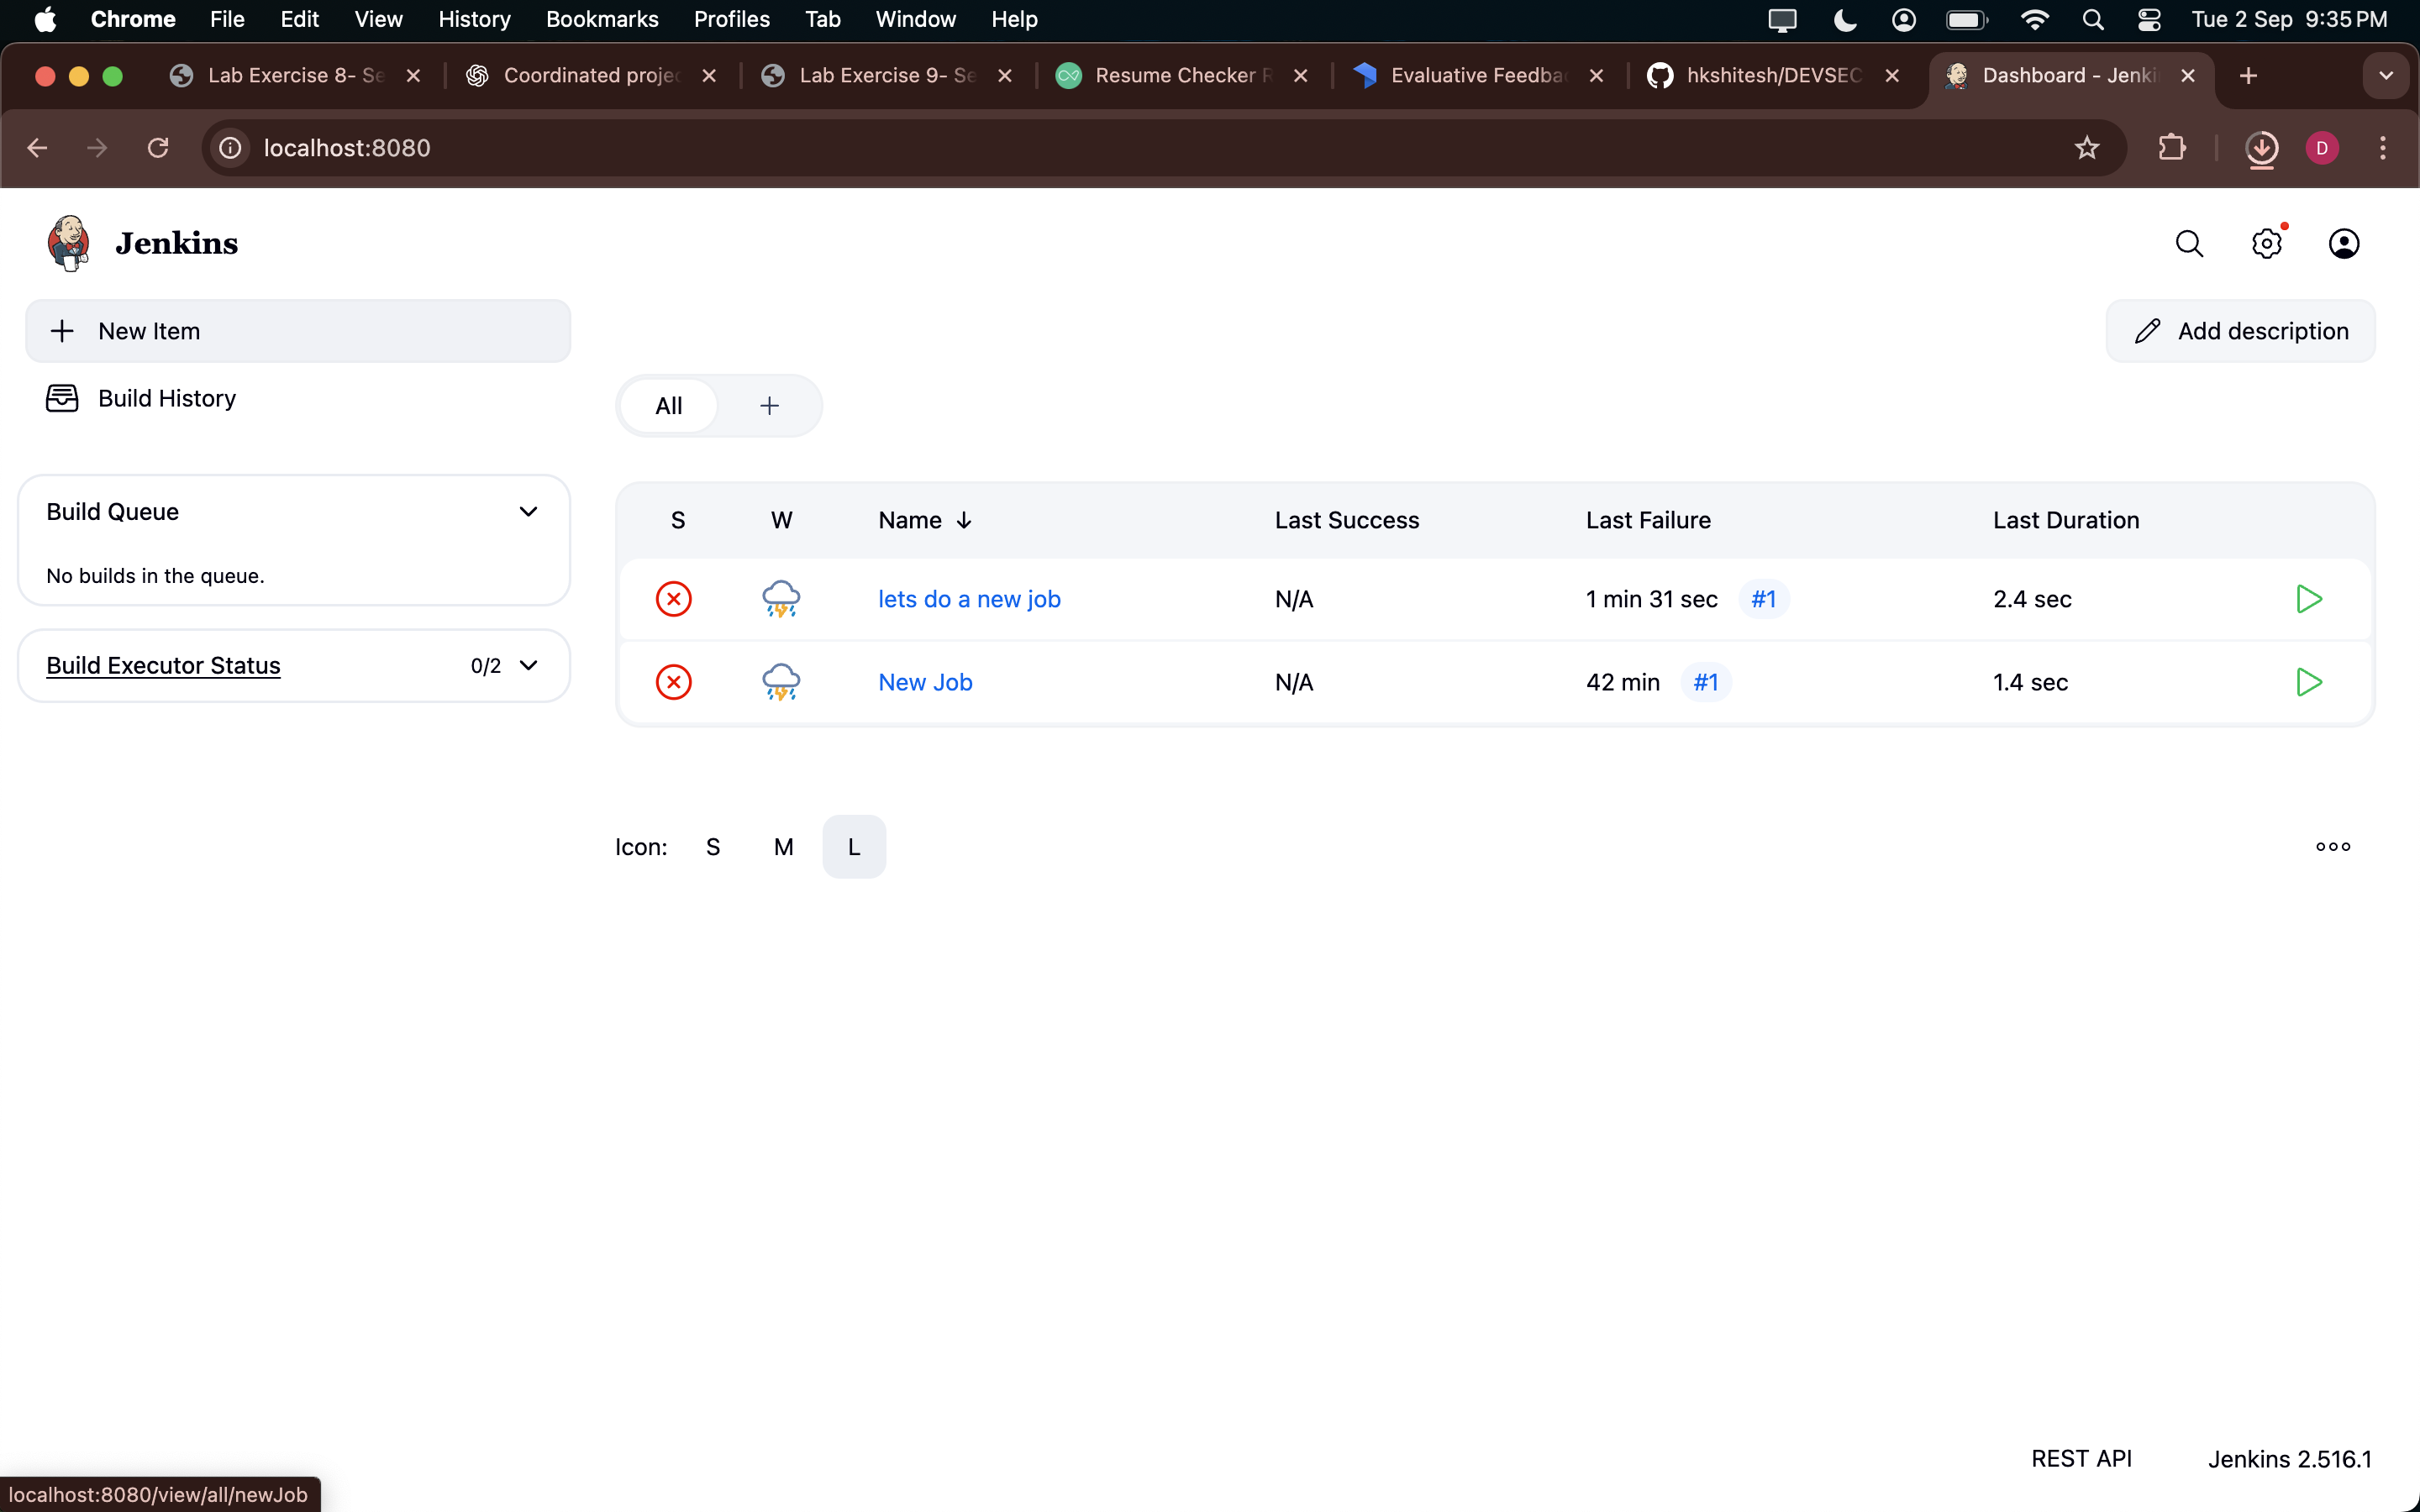 Chrome File Edit View History Bookmarks Profiles Tab Window Help Tue 2 Sep 9:35 PM
Lab Exercise 8- Se Coordinated proje Lab Exercise 9- Se Resume Checker Evaluative Feedba hkshitesh/DEVSEC Dashboard - Jenki
localhost:8080 D
Jenkins
New Item
Add description
Build History
All
Build Queue
No builds in the queue.
Build Executor Status 0/2
S W Name Last Success Last Failure Last Duration
lets do a new job N/A 1 min 31 sec #1 2.4 sec
New Job N/A 42 min #1 1.4 sec
Icon: S M L
REST API Jenkins 2.516.1
localhost:8080/view/all/newJob